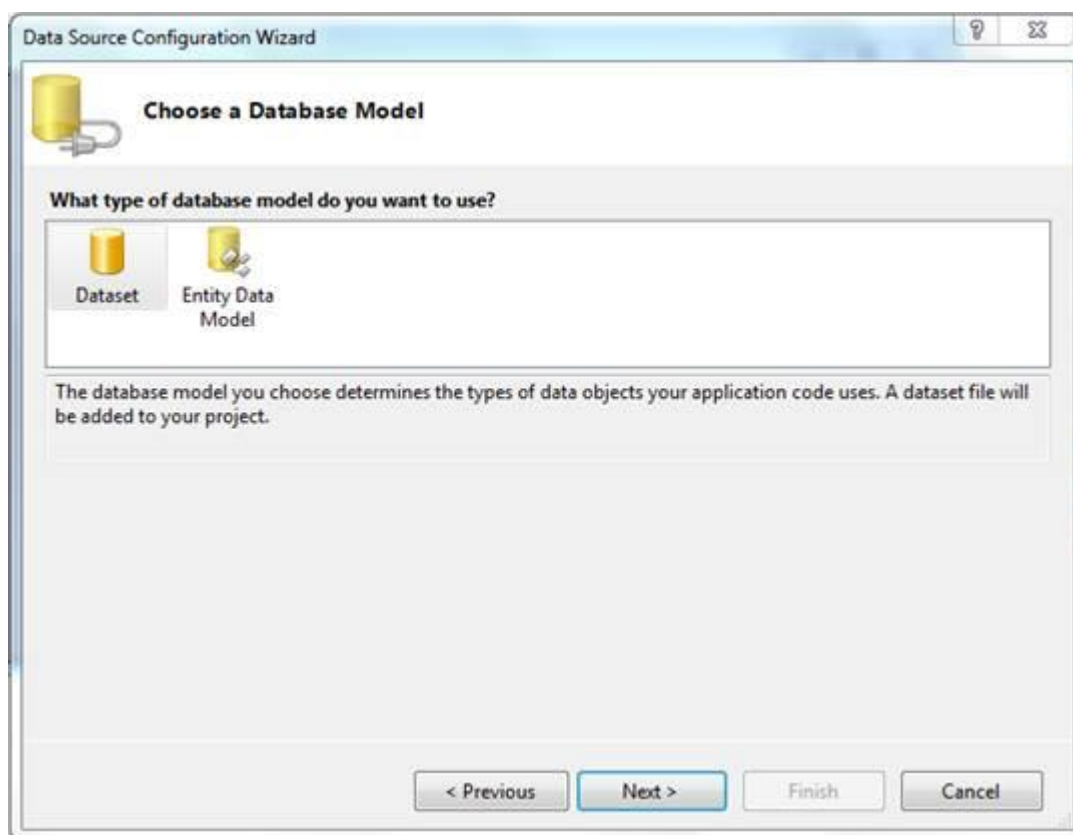 Data Source Configuration Wizard
Choose a Database Model
What type of database model do you want to use?
Dataset
Entity Data
Model
The database model you choose determines the types of data objects your application code uses. A dataset file will
be added to your project.
< Previous
Next >
Finish
Cancel